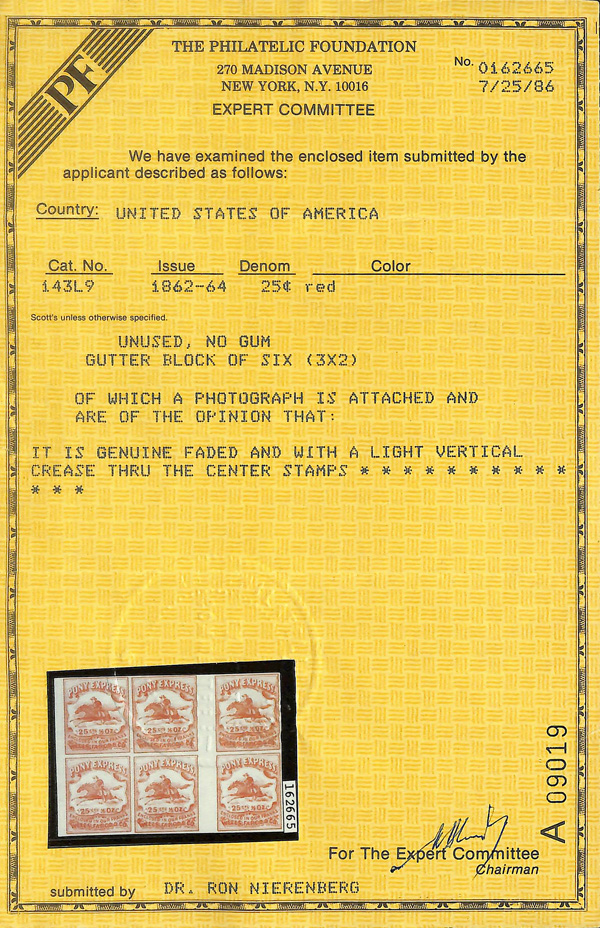 PF
THE PHILATELIC FOUNDATION
270 MADISON AVENUE
NEW YORK, N.Y. 10016
EXPERT COMMITTEE
No. 0162665
7/25/86
We have examined the enclosed item submitted by the
applicant described as follows:
Country: UNITED STATES OF AMERICA
Cat. No. Issue Denom Color
143L9 1862-64 25¢ red
Scott's unless otherwise specified.
UNUSED, NO GUM
GUTTER BLOCK OF SIX (3X2)
OF WHICH A PHOTOGRAPH IS ATTACHED AND
ARE OF THE OPINION THAT:
IT IS GENUINE FADED AND WITH A LIGHT VERTICAL
CREASE THRU THE CENTER STAMPS * * * * * * * * * *
* * *
PONY EXPRESS PONY EXPRESS PONY EXPRESS
PONY EXPRESS PONY EXPRESS PONY EXPRESS
162665
A 09019
For The Expert Committee
Chairman
submitted by DR. RON NIERENBERG